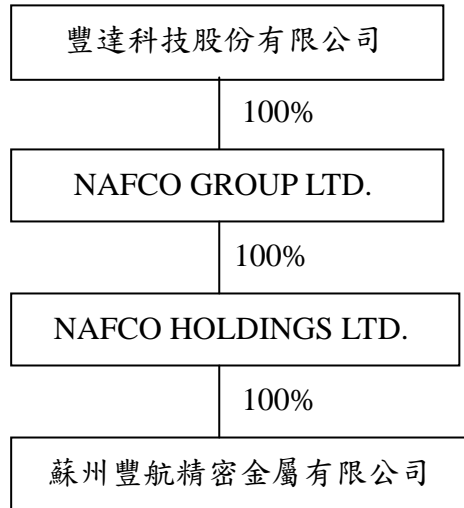 豐達科技股份有限公司
100%
NAFCO GROUP LTD.
100%
NAFCO HOLDINGS LTD.
100%
蘇州豐航精密金屬有限公司